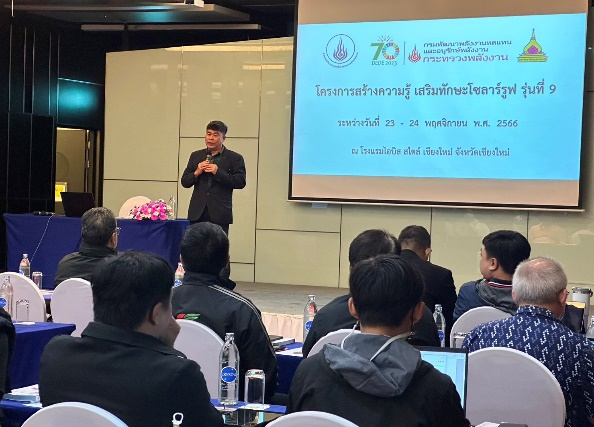 70
DEDE 2023
กรมพัฒนาพลังงานทดแทน
และอนุรักษ์พลังงาน
กระทรวงพลังงาน
โครงการสร้างความรู้ เสริมทักษะโซลาร์รูฟ รุ่นที่ 9
ระหว่างวันที่ 23 - 24 พฤศจิกายน พ.ศ. 2566
ณ โรงแรมไอบิส สไตล์ เชียงใหม่ จังหวัดเชียงใหม่